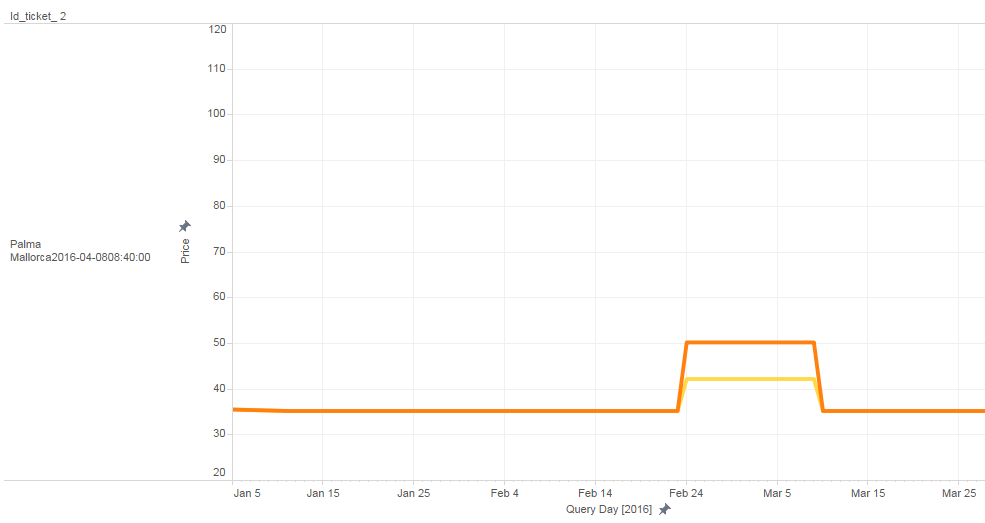 Id_ticket_ 2
120
110
100
90
80
70
60
50
40
30
20
Price
Palma
Mallorca2016-04-0808:40:00
Jan 5 Jan 15 Jan 25 Feb 4 Feb 14 Feb 24 Mar 5 Mar 15 Mar 25
Query Day [2016]